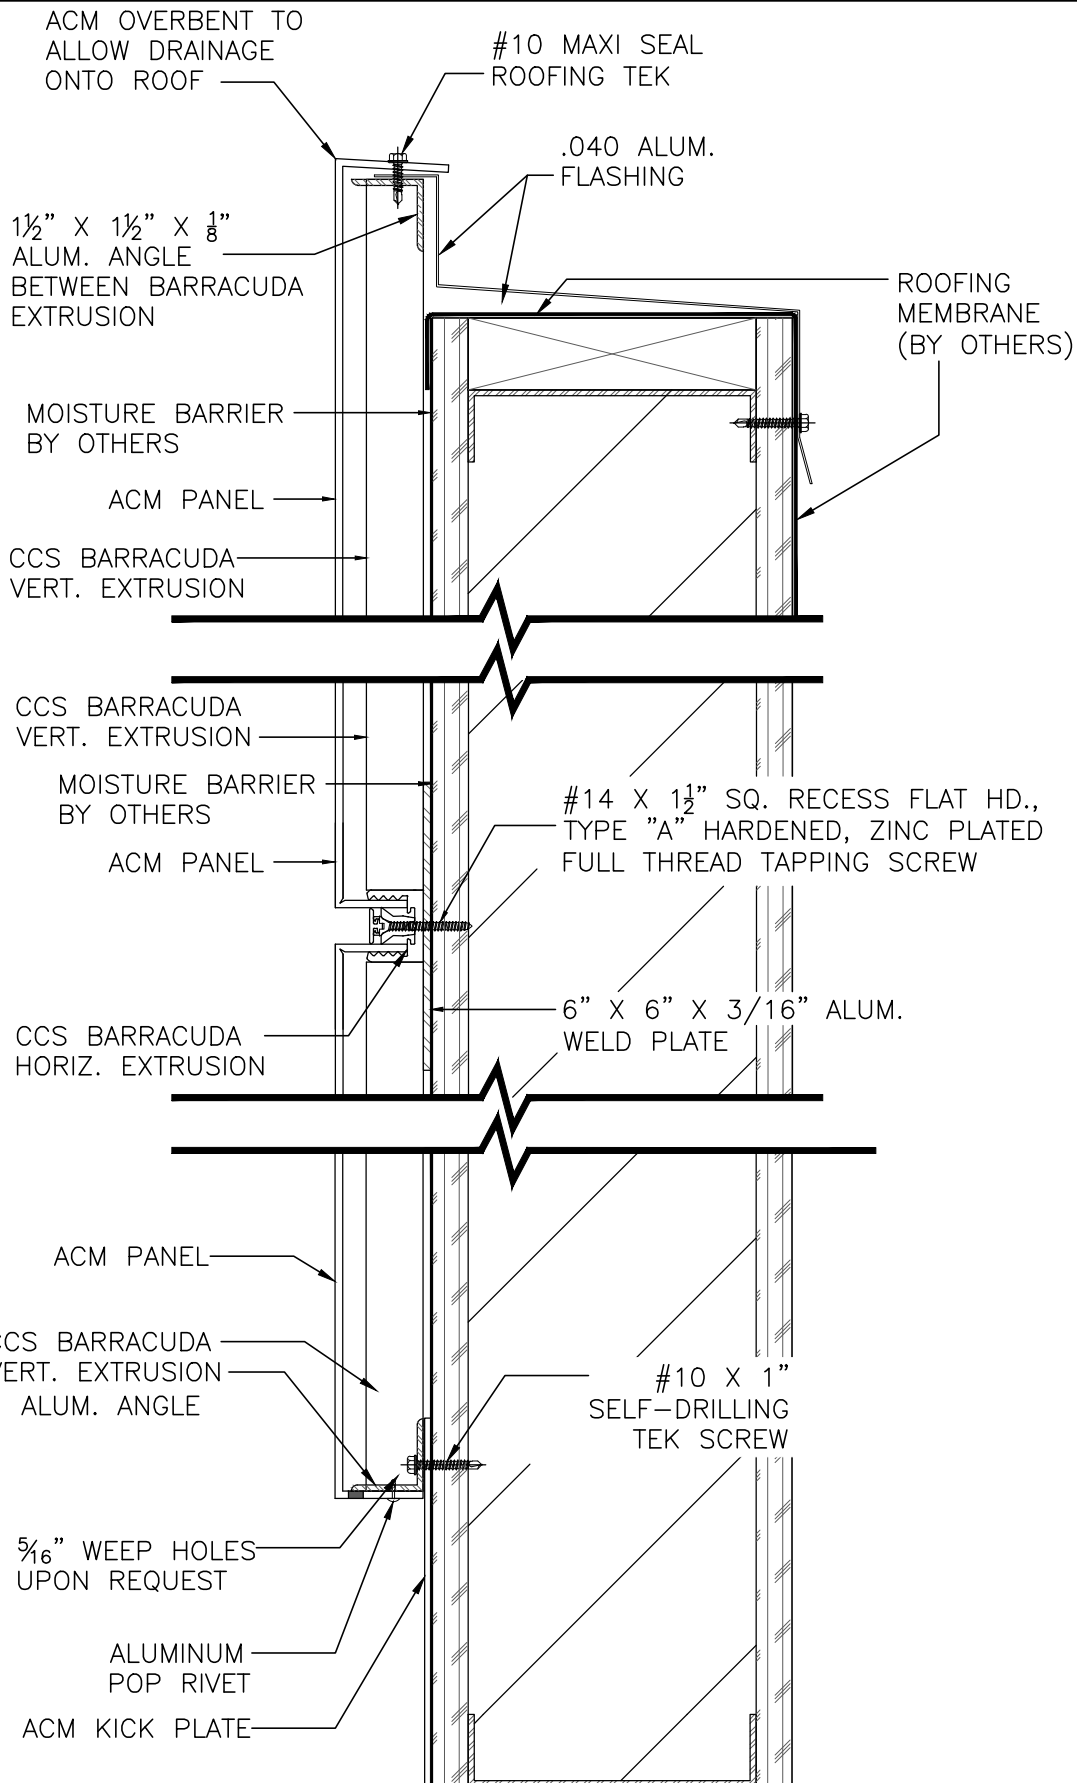 ACM OVERBENT TO
ALLOW DRAINAGE
ONTO ROOF
#10 MAXI SEAL
ROOFING TEK
.040 ALUM.
FLASHING
1½" X 1½" X ⅛"
ALUM. ANGLE
BETWEEN BARRACUDA
EXTRUSION
ROOFING
MEMBRANE
(BY OTHERS)
MOISTURE BARRIER
BY OTHERS
ACM PANEL
CCS BARRACUDA
VERT. EXTRUSION
CCS BARRACUDA
VERT. EXTRUSION
MOISTURE BARRIER
BY OTHERS
ACM PANEL
#14 X 1½" SQ. RECESS FLAT HD.,
TYPE "A" HARDENED, ZINC PLATED
FULL THREAD TAPPING SCREW
6" X 6" X 3/16" ALUM.
WELD PLATE
CCS BARRACUDA
HORIZ. EXTRUSION
ACM PANEL
CCS BARRACUDA
VERT. EXTRUSION
ALUM. ANGLE
#10 X 1"
SELF-DRILLING
TEK SCREW
5/16" WEEP HOLES
UPON REQUEST
ALUMINUM
POP RIVET
ACM KICK PLATE